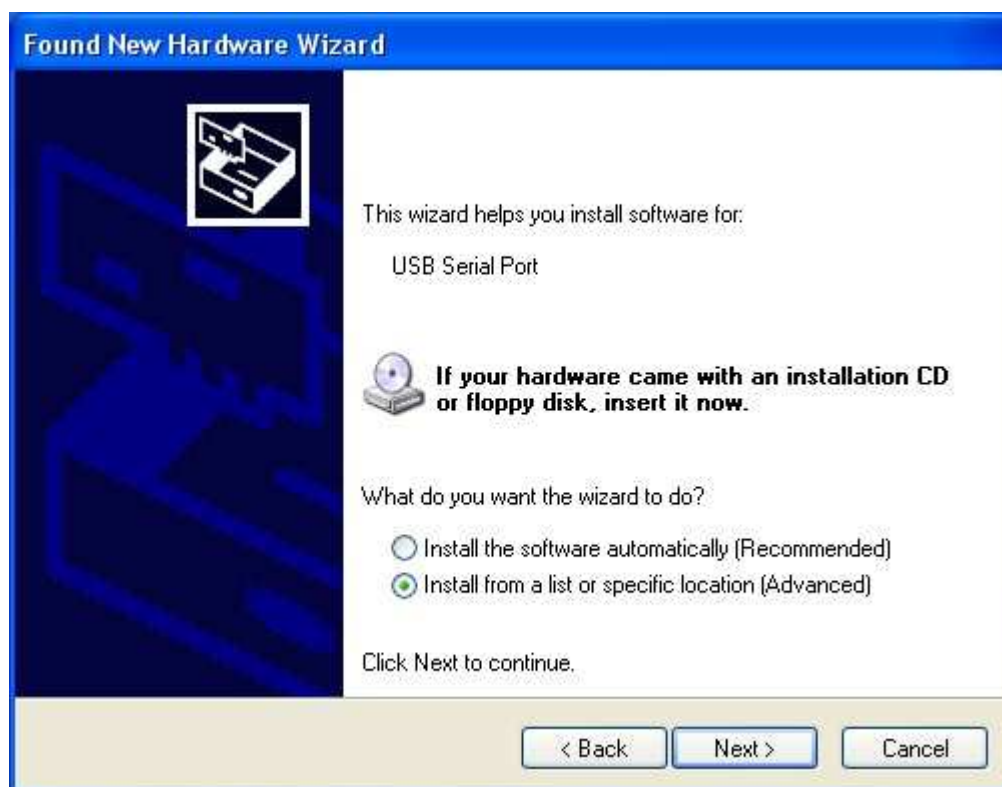 Found New Hardware Wizard
This wizard helps you install software for:
USB Serial Port
If your hardware came with an installation CD
or floppy disk, insert it now.
What do you want the wizard to do?
Install the software automatically (Recommended)
Install from a list or specific location (Advanced)
Click Next to continue.
< Back Next > Cancel